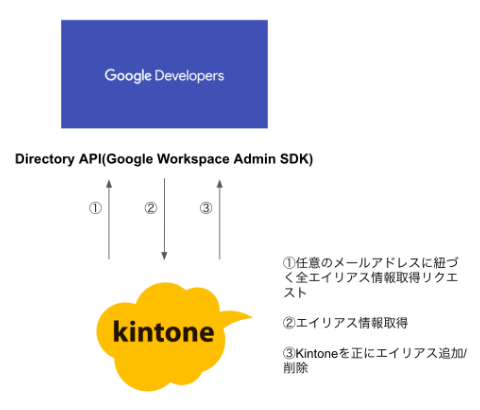 Google Developers
Directory API(Google Workspace Admin SDK)
① ② ③
kintone
①任意のメールアドレスに紐づ
く全エイリアス情報取得リクエ
スト
②エイリアス情報取得
③Kintoneを正にエイリアス追加/
削除